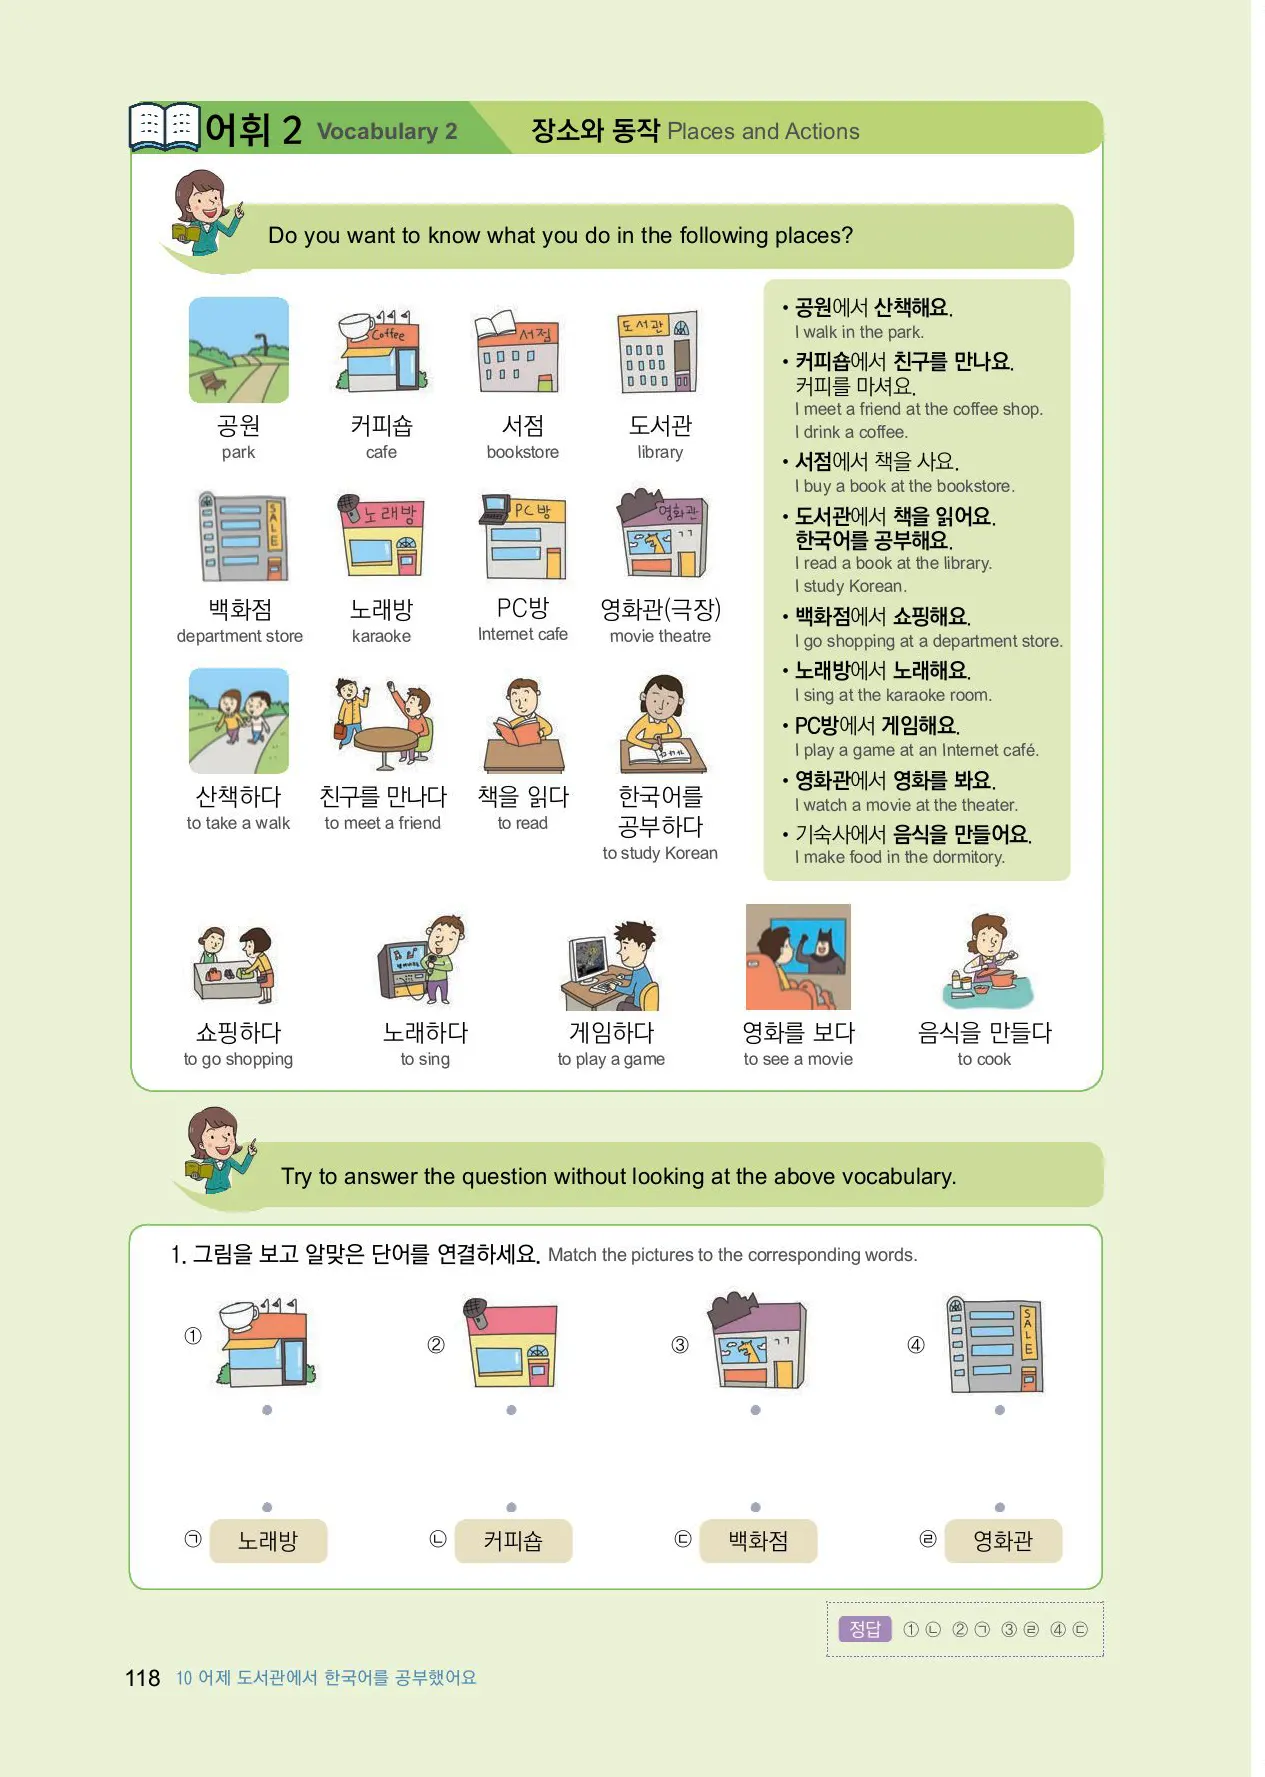 어휘 2 Vocabulary 2 장소와 동작 Places and Actions
Do you want to know what you do in the following places?
Coffee
서점
도서관
공원
park
커피숍
cafe
서점
bookstore
도서관
library
SALE
노래방
PC방
영화관
백화점
department store
노래방
karaoke
PC방
Internet cafe
영화관(극장)
movie theatre
산책하다
to take a walk
친구를 만나다
to meet a friend
책을 읽다
to read
한국어를
공부하다
to study Korean
• 공원에서 산책해요.
I walk in the park.
• 커피숍에서 친구를 만나요.
커피를 마셔요.
I meet a friend at the coffee shop.
I drink a coffee.
• 서점에서 책을 사요.
I buy a book at the bookstore.
• 도서관에서 책을 읽어요.
한국어를 공부해요.
I read a book at the library.
I study Korean.
• 백화점에서 쇼핑해요.
I go shopping at a department store.
• 노래방에서 노래해요.
I sing at the karaoke room.
• PC방에서 게임해요.
I play a game at an Internet café.
• 영화관에서 영화를 봐요.
I watch a movie at the theater.
• 기숙사에서 음식을 만들어요.
I make food in the dormitory.
쇼핑하다
to go shopping
노래하다
to sing
게임하다
to play a game
영화를 보다
to see a movie
음식을 만들다
to cook
Try to answer the question without looking at the above vocabulary.
1. 그림을 보고 알맞은 단어를 연결하세요. Match the pictures to the corresponding words.
① ② ③ ④
SALE
㉠ 노래방 ㉡ 커피숍 ㉢ 백화점 ㉣ 영화관
정답 ① ㉡ ② ㉠ ③ ㉣ ④ ㉢
118 10 어제 도서관에서 한국어를 공부했어요